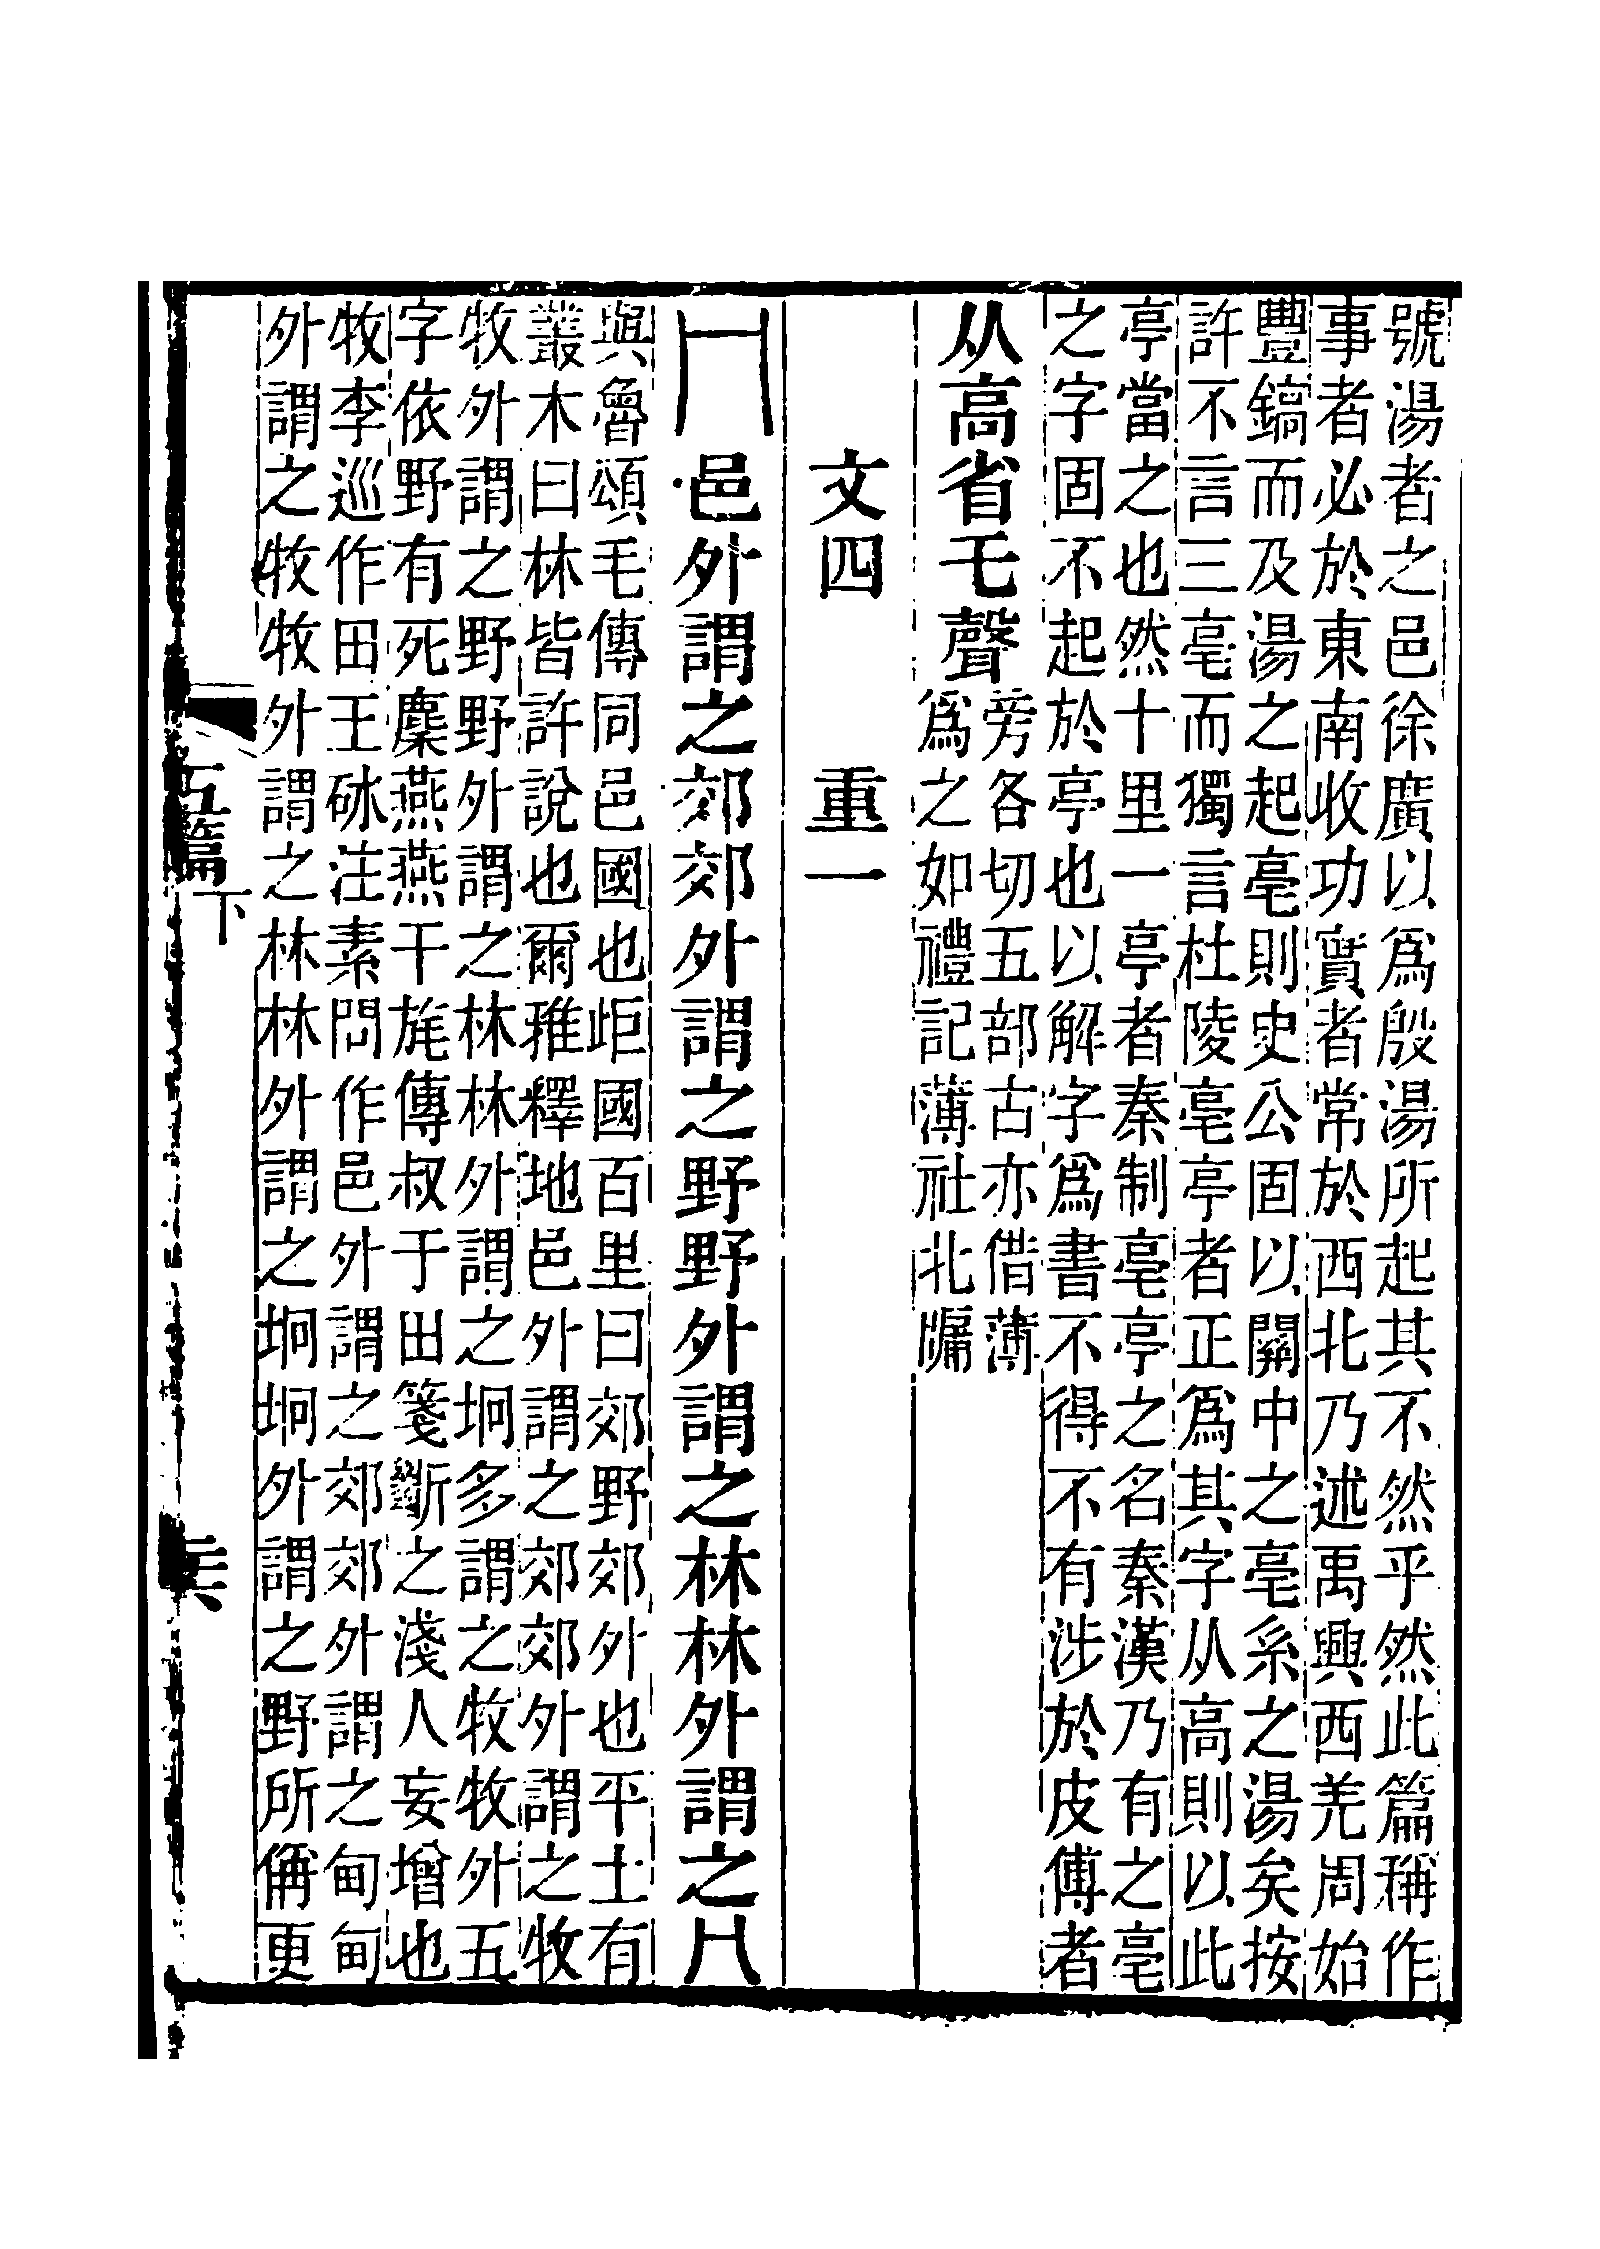 號湯者之邑徐廣以爲殷湯所起其不然乎然此篇稱作
事者必於東南收功實者常於西北乃述禹興西羌周始
豐鎬而及湯之起亳則史公固以關中之亳系之湯矣按
許不言三亳而獨言杜陵亳亭者正爲其字从高則以此
亭當之也然十里一亭亭者秦制亳亭之名秦漢乃有之亳
之字固不起於亭也以解字爲書不得不有涉於皮傅者
从高省乇聲
旁各切五部古亦借薄
爲之如禮記薄社北牖
文四 重一
冂邑外謂之郊郊外謂之野野外謂之林林外謂之冂
與魯頌毛傳同邑國也歫國百里曰郊野郊外也平土有
叢木曰林皆許說也爾雅釋地邑外謂之郊郊外謂之牧
牧外謂之野野外謂之林林外謂之坰多謂之牧牧外五
字依野有死麇燕燕干旄傳叔于田箋斷之淺人妄增也
牧李巡作田王砅注素問作邑外謂之郊郊外謂之甸甸
外謂之牧牧外謂之林林外謂之坰坰外謂之野所偁更
五篇下